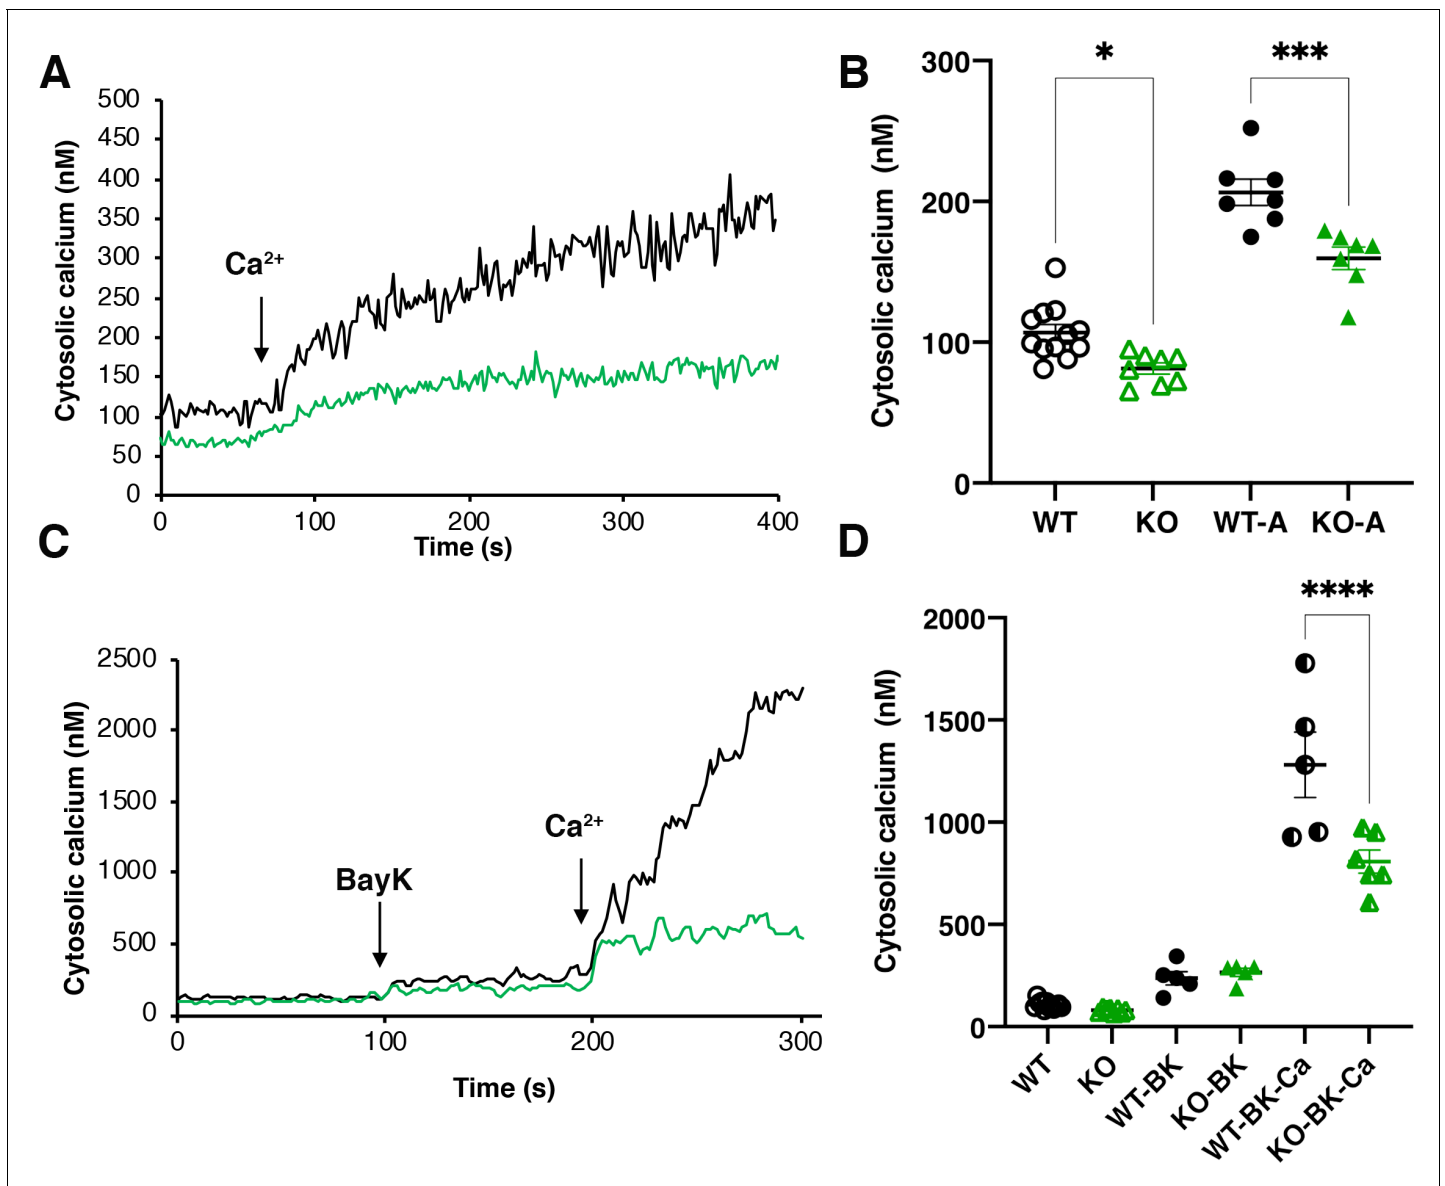 A
Cytosolic calcium (nM)
500
450
400
350
300
250
200
150
100
50
0
Ca2+
0 100 200 300 400
Time (s)
B
Cytosolic calcium (nM)
300
200
100
0
* ***
WT KO WT-A KO-A
C
Cytosolic calcium (nM)
2500
2000
1500
1000
500
0
BayK
Ca2+
0 100 200 300
Time (s)
D
Cytosolic calcium (nM)
2000
1500
1000
500
0
****
WT KO WT-BK KO-BK WT-BK-Ca KO-BK-Ca